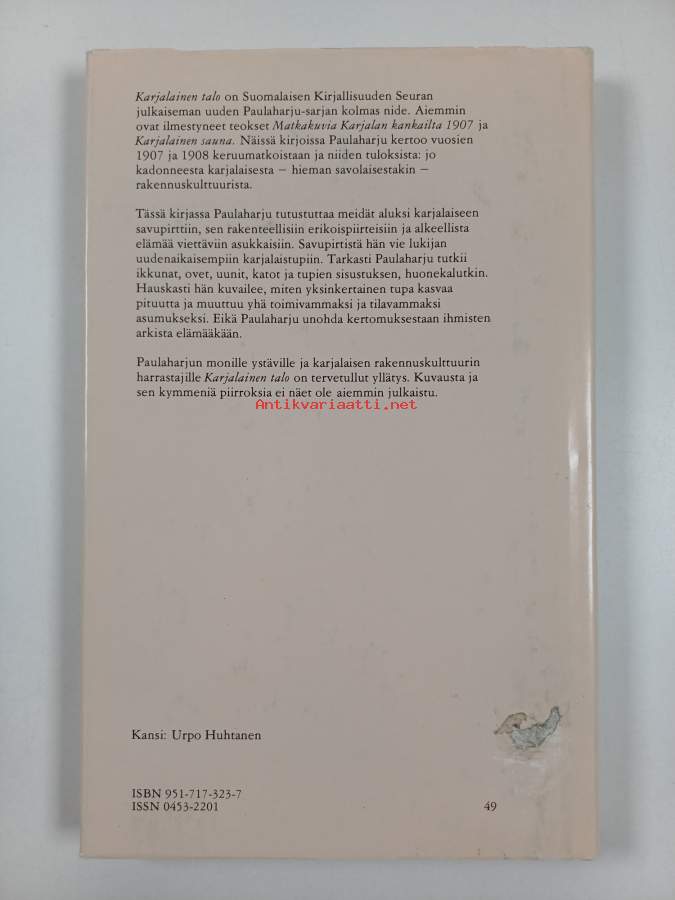 Karjalainen talo on Suomalaisen Kirjallisuuden Seuran
julkaiseman uuden Paulaharju-sarjan kolmas nide. Aiemmin
ovat ilmestyneet teokset Matkakuvia Karjalan kankailta 1907 ja
Karjalainen sauna. Näissä kirjoissa Paulaharju kertoo vuosien
1907 ja 1908 keruumatkoistaan ja niiden tuloksista: jo
kadonneesta karjalaisesta – hieman savolaisestakin –
rakennuskulttuurista.
Tässä kirjassa Paulaharju tutustuttaa meidät aluksi karjalaiseen
savupirttiin, sen rakenteellisiin erikoispiirteisiin ja alkeellista
elämää viettäviin asukkaisiin. Savupirtistä hän vie lukijan
uudenaikaisempiin karjalaistupiin. Tarkasti Paulaharju tutkii
ikkunat, ovet, uunit, katot ja tupien sisustuksen, huonekalutkin.
Hauskasti hän kuvailee, miten yksinkertainen tupa kasvaa
pituutta ja muuttuu yhä toimivammaksi ja tilavammaksi
asumukseksi. Eikä Paulaharju unohda kertomuksestaan ihmisten
arkista elämääkään.
Paulaharjun monille ystäville ja karjalaisen rakennuskulttuurin
harrastajille Karjalainen talo on tervetullut yllätys. Kuvausta ja
sen kymmeniä piirroksia ei näet ole aiemmin julkaistu.
Antikvariaatti.net
Kansi: Urpo Huhtanen
ISBN 951-717-323-7
ISSN 0453-2201
49